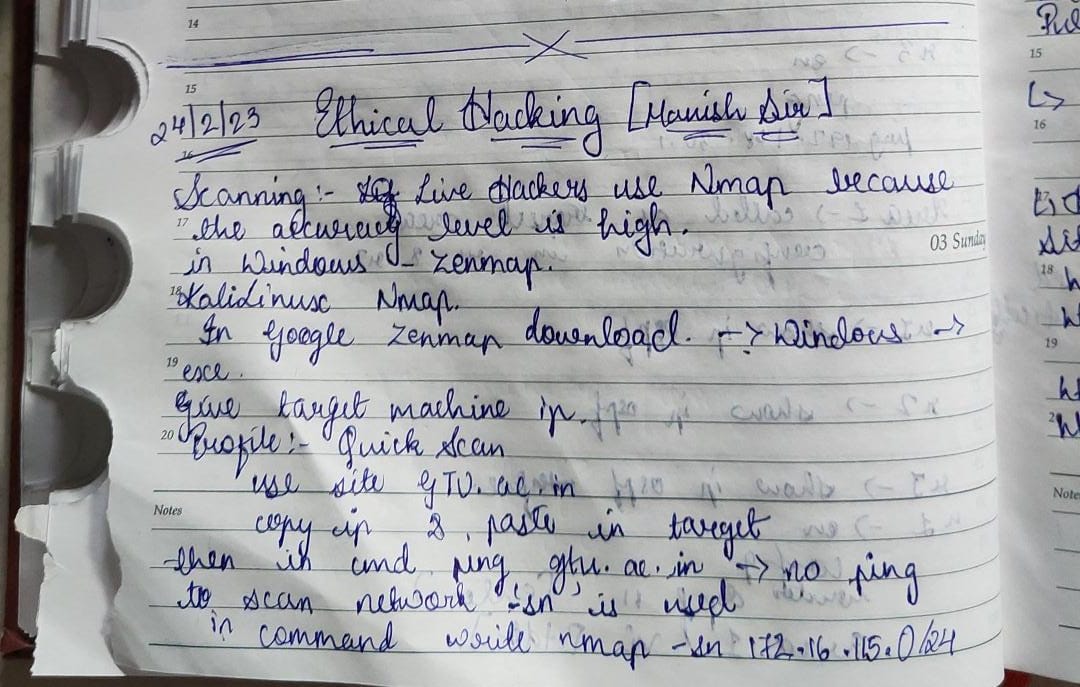 14
15
24/2/23 Ethical Hacking [Manish Sir]
16
Scanning :- Live Hackers use Nmap because
17 the accuracy level is high.
03 Sunday
in Windows - Zenmap.
18 KaliLinusc Nmap.
In google Zenmap download. -> Windows ->
19 esce.
Give target machine ip.
20 Profile :- Quick Scan
use site GTU.ac.in
Notes
copy ip & paste in target
then in cmd ping gtu.ac.in -> no ping
to scan network '-sn' is used
in command write nmap -sn 172.16.115.0/24
15
16
18
19
Note